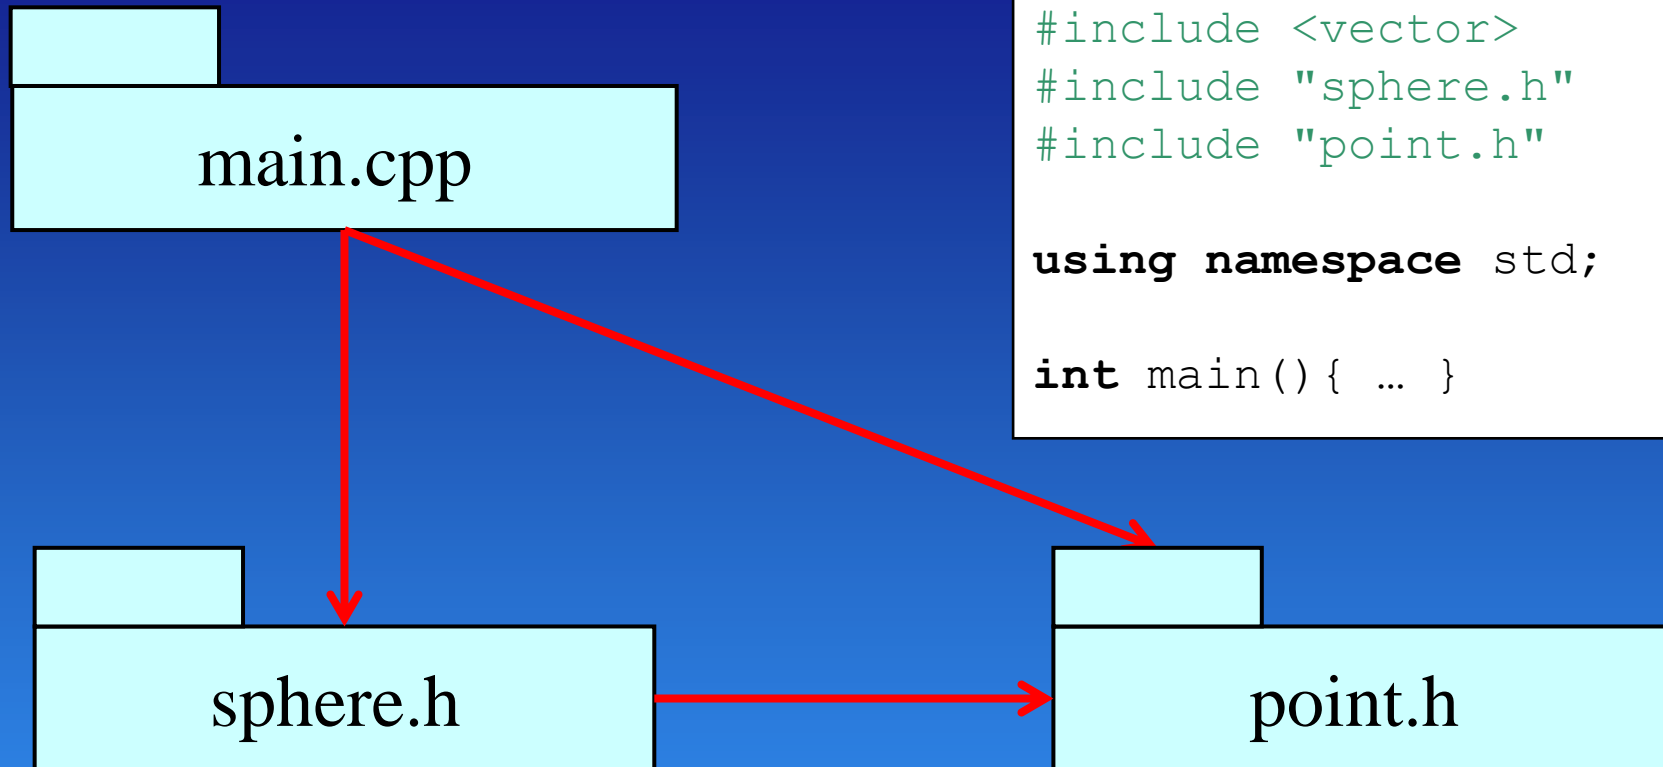 main.cpp
#include <vector>
#include "sphere.h"
#include "point.h"
using namespace std;
int main(){ … }
sphere.h
point.h